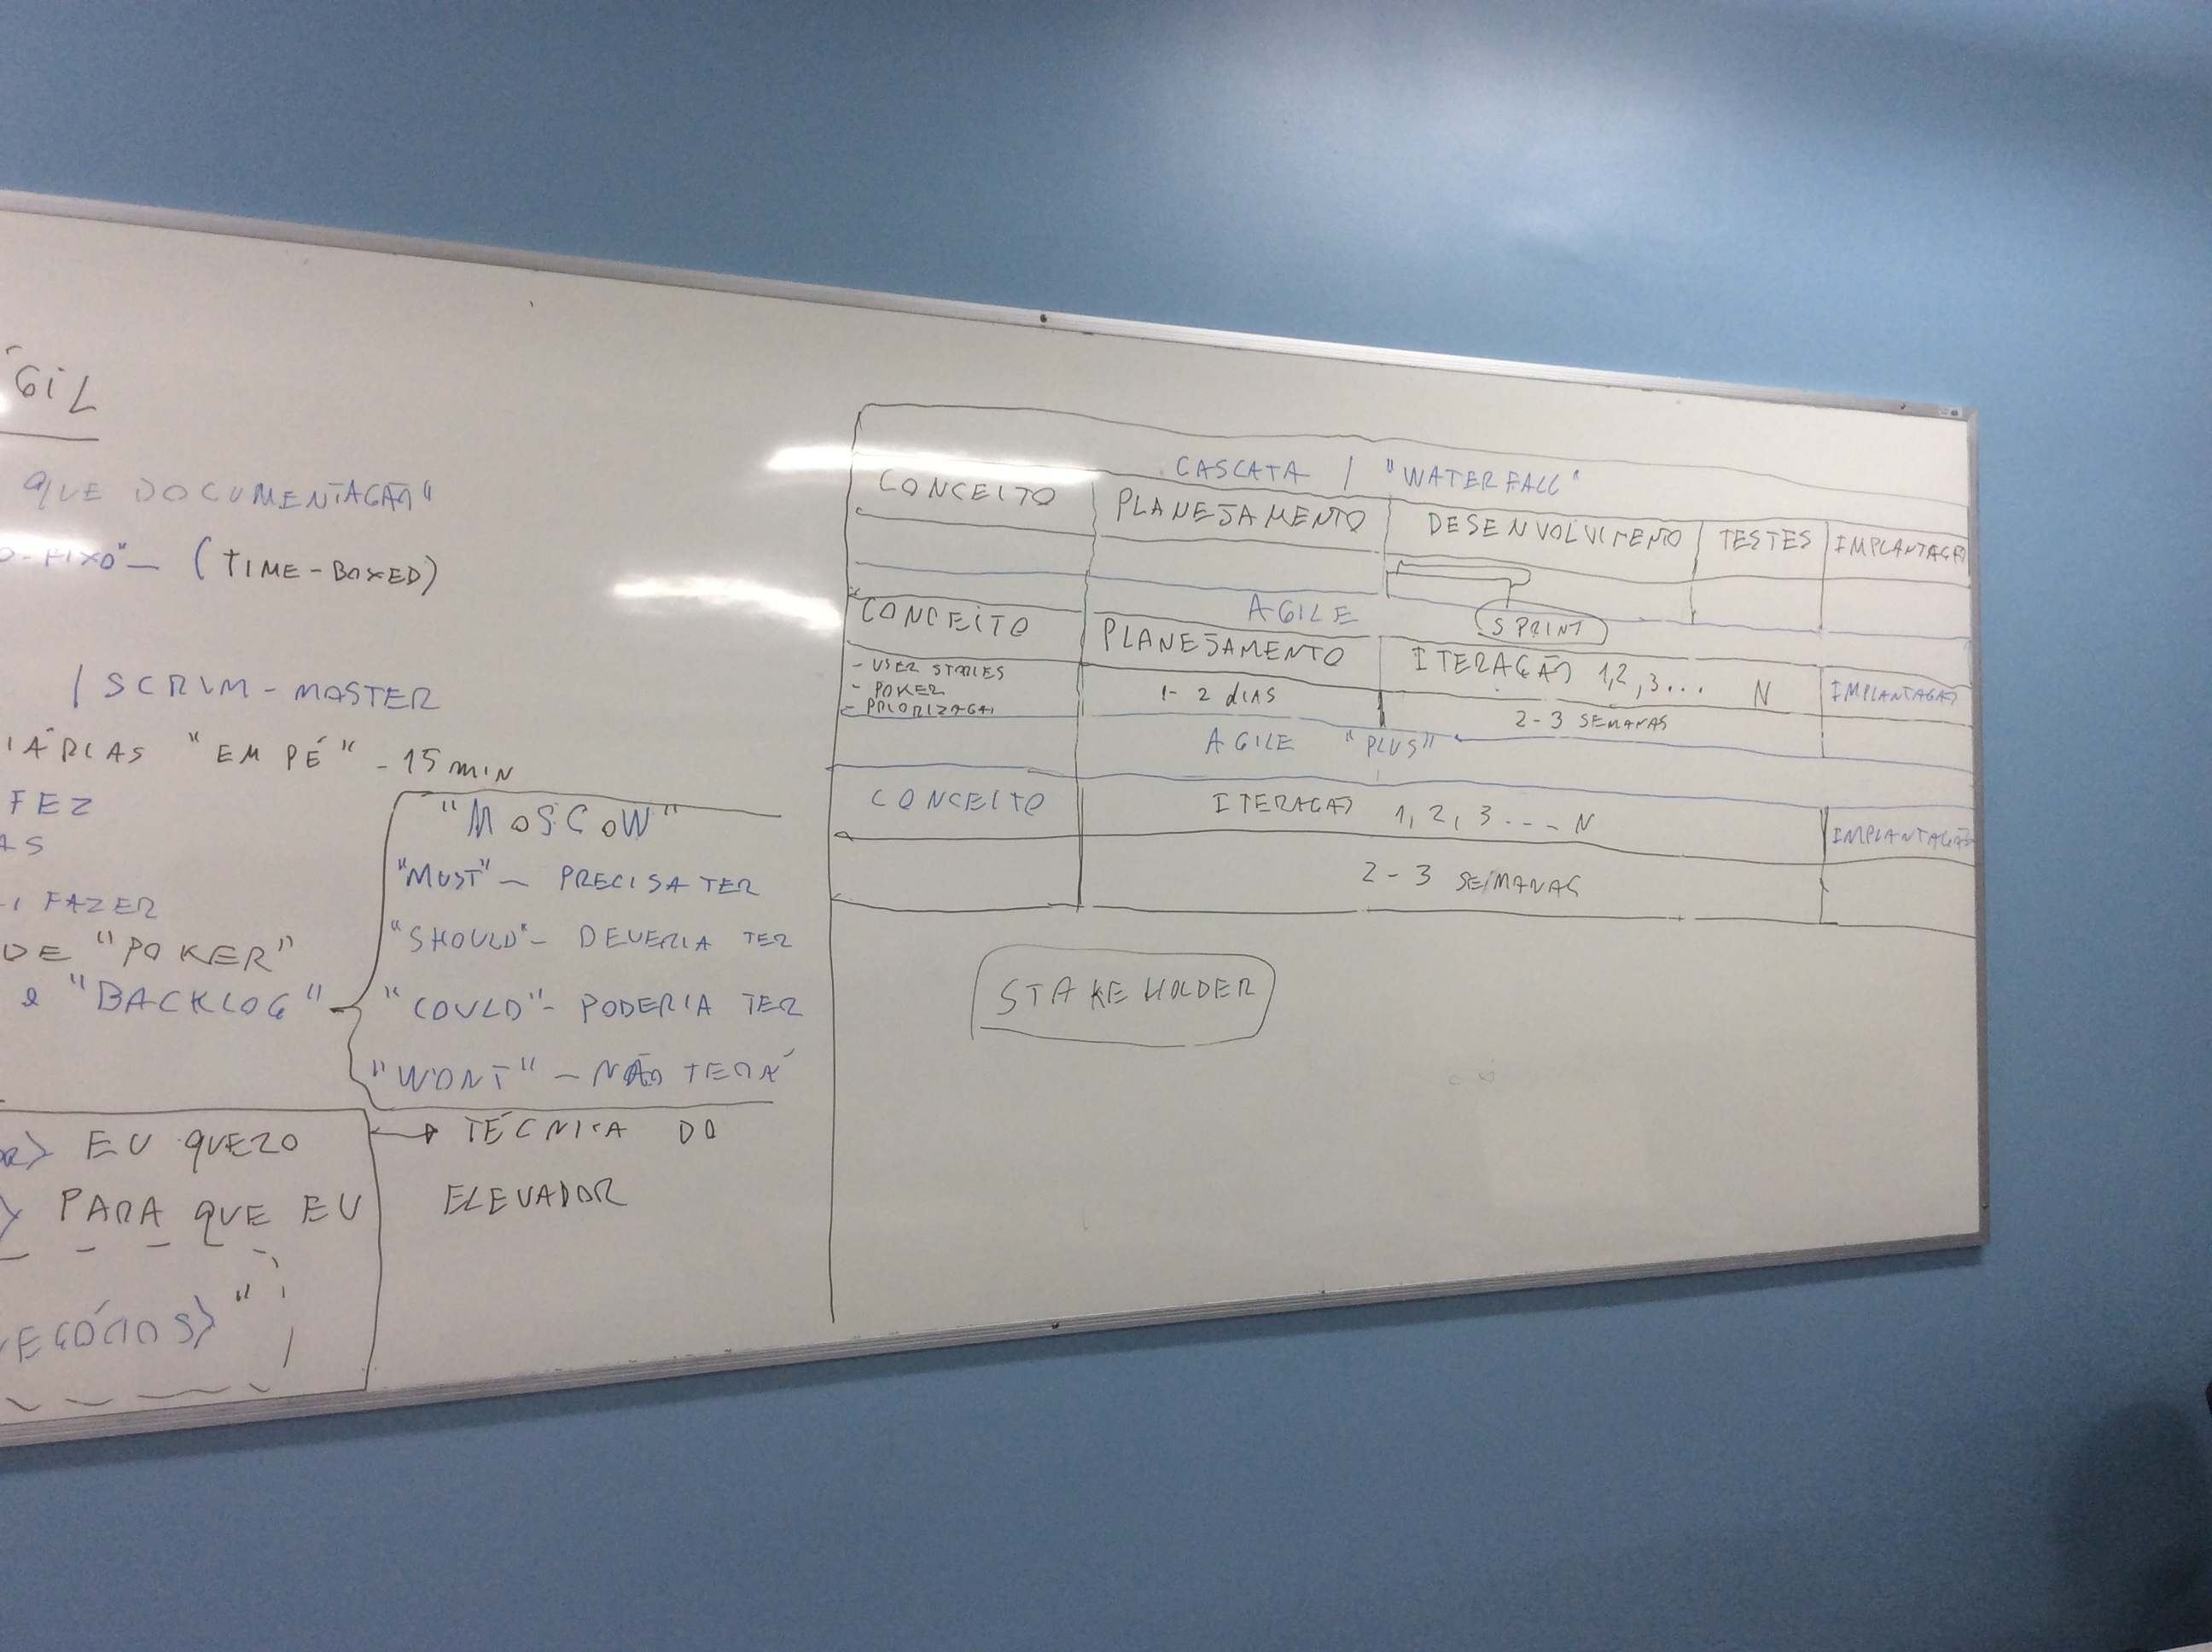 GIL
QUE DOCUMENTAÇÃO"
O-FIXO" — (TIME-BOXED)
/ SCRUM-MASTER
IÁRIAS "EM PÉ" - 15 MIN
FEZ
AS
FAZER
DE "POKER"
e "BACKLOG"
"MOSCOW"
"MUST" — PRECISA TER
"SHOULD" - DEVERIA TER
"COULD" - PODERIA TER
"WONT" - NÃO TERÁ
> EU QUERO
> PARA QUE EU
EGÓCIOS>"
TÉCNICA DO
ELEVADOR
CASCATA / "WATERFALL"
CONCEITO PLANEJAMENTO DESENVOLVIMENTO TESTES IMPLANTAÇÃO
AGILE SPRINT
CONCEITO PLANEJAMENTO ITERAÇÃO 1,2,3... N IMPLANTAÇÃO
- USER STORIES
- POKER
- PRIORIZAÇÃO
1-2 dIAS
2-3 SEMANAS
AGILE "PLUS"
CONCEITO ITERAÇÃO 1, 2, 3 ... N IMPLANTAÇÃO
2-3 SEMANAS
STAKEHOLDER